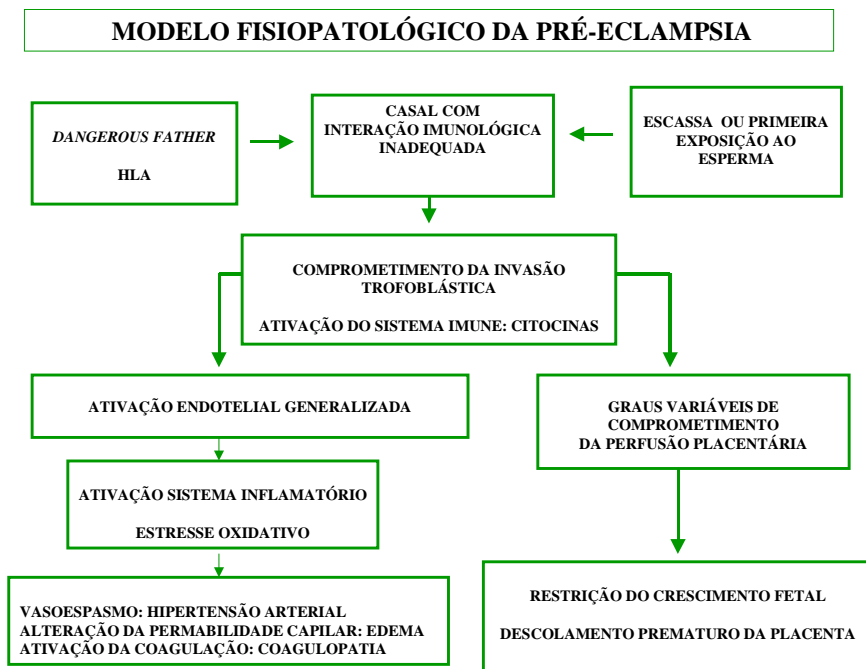 MODELO FISIOPATOLÓGICO DA PRÉ-ECLAMPSIA
DANGEROUS FATHER
HLA
CASAL COM
INTERAÇÃO IMUNOLÓGICA
INADEQUADA
ESCASSA OU PRIMEIRA
EXPOSIÇÃO AO
ESPERMA
COMPROMETIMENTO DA INVASÃO
TROFOBLÁSTICA
ATIVAÇÃO DO SISTEMA IMUNE: CITOCINAS
ATIVAÇÃO ENDOTELIAL GENERALIZADA
GRAUS VARIÁVEIS DE
COMPROMETIMENTO
DA PERFUSÃO PLACENTÁRIA
ATIVAÇÃO SISTEMA INFLAMATÓRIO
ESTRESSE OXIDATIVO
VASOESPASMO: HIPERTENSÃO ARTERIAL
ALTERAÇÃO DA PERMABILIDADE CAPILAR: EDEMA
ATIVAÇÃO DA COAGULAÇÃO: COAGULOPATIA
RESTRIÇÃO DO CRESCIMENTO FETAL
DESCOLAMENTO PREMATURO DA PLACENTA